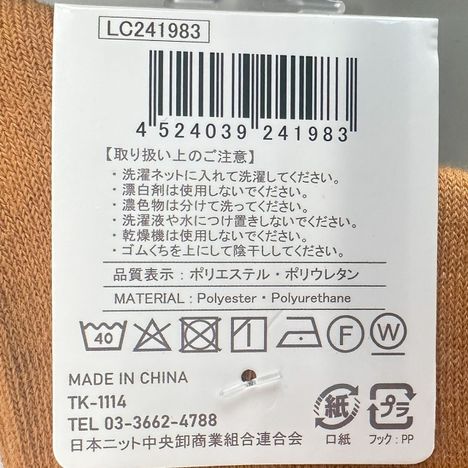 LC241983
4 524039 241983
【取り扱い上のご注意】
・洗濯ネットに入れて洗濯してください。
・漂白剤は使用しないでください。
・濃色物は分けて洗ってください。
・洗濯液や水につけ置きしないでください。
・乾燥機は使用しないでください。
・ゴムくちを上にして陰干してください。
品質表示：ポリエステル・ポリウレタン
MATERIAL：Polyester・Polyurethane
40 F W
MADE IN CHINA
TK-1114
TEL 03-3662-4788
日本ニット中央卸商業組合連合会
紙 プラ
口紙 フック：PP